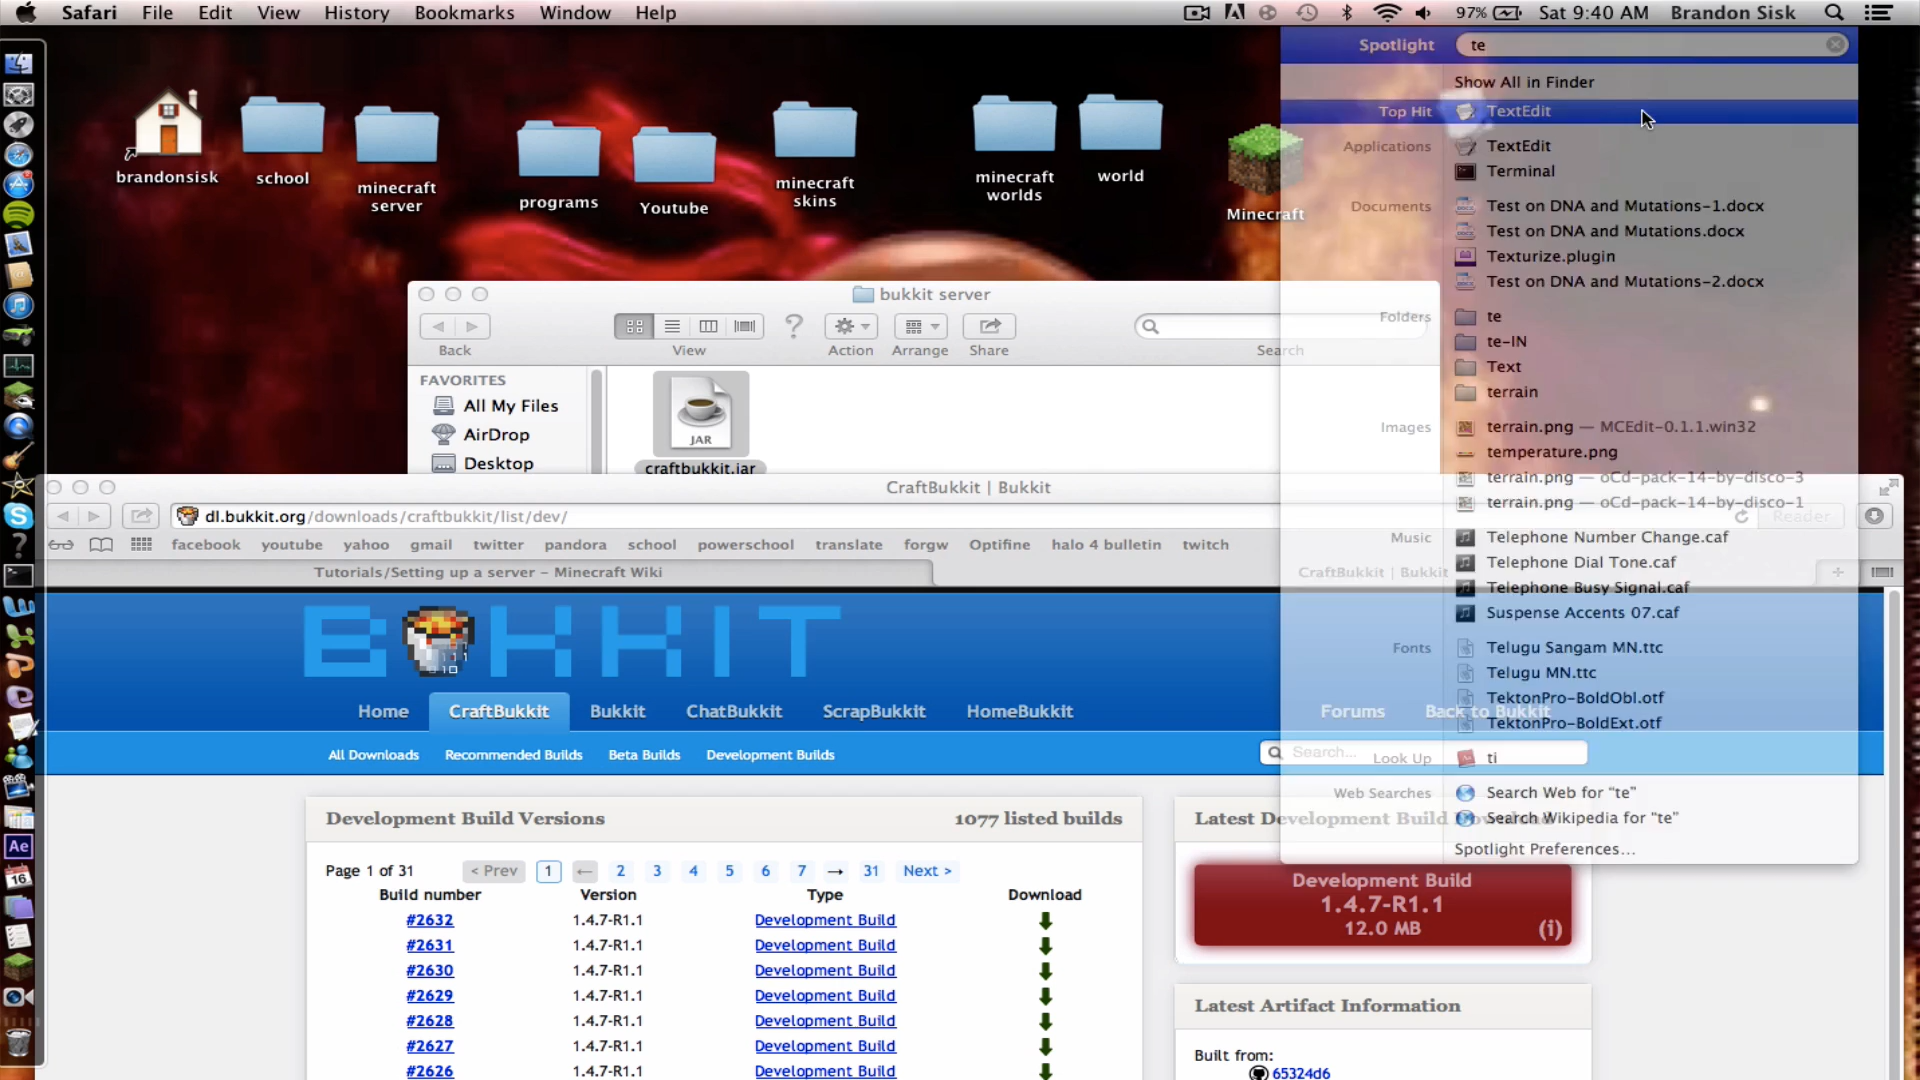 Safari File Edit View History Bookmarks Window Help
97% Sat 9:40 AM Brandon Sisk
Spotlight te
Show All in Finder
Top Hit TextEdit
Applications TextEdit
Terminal
Documents Test on DNA and Mutations-1.docx
Test on DNA and Mutations.docx
Texturize.plugin
Test on DNA and Mutations-2.docx
Folders te
te-IN
Text
terrain
Images terrain.png — MCEdit-0.1.1.win32
temperature.png
terrain.png — oCd-pack-14-by-disco-3
terrain.png — oCd-pack-14-by-disco-1
Music Telephone Number Change.caf
Telephone Dial Tone.caf
Telephone Busy Signal.caf
Suspense Accents 07.caf
Fonts Telugu Sangam MN.ttc
Telugu MN.ttc
TektonPro-BoldObl.otf
TektonPro-BoldExt.otf
Look Up ti
Web Searches Search Web for "te"
Search Wikipedia for "te"
Spotlight Preferences...
brandonsisk
school
minecraft
server
programs
Youtube
minecraft
skins
minecraft
worlds
world
Minecraft
bukkit server
Back View Action Arrange Share Search
FAVORITES
All My Files
AirDrop
Desktop
JAR
craftbukkit.jar
CraftBukkit | Bukkit
dl.bukkit.org/downloads/craftbukkit/list/dev/
Reader
facebook youtube yahoo gmail twitter pandora school powerschool translate forgw Optifine halo 4 bulletin twitch
Tutorials/Setting up a server – Minecraft Wiki
CraftBukkit | Bukkit
BUKKIT
Home CraftBukkit Bukkit ChatBukkit ScrapBukkit HomeBukkit Forums Back to Bukkit
All Downloads Recommended Builds Beta Builds Development Builds
Search...
Development Build Versions 1077 listed builds
Page 1 of 31 < Prev 1 ← 2 3 4 5 6 7 → 31 Next >
Build number Version Type Download
#2632 1.4.7-R1.1 Development Build
#2631 1.4.7-R1.1 Development Build
#2630 1.4.7-R1.1 Development Build
#2629 1.4.7-R1.1 Development Build
#2628 1.4.7-R1.1 Development Build
#2627 1.4.7-R1.1 Development Build
#2626 1.4.7-R1.1 Development Build
Latest Development Build
Development Build
1.4.7-R1.1
12.0 MB
(i)
Latest Artifact Information
Built from:
65324d6
Ae
16